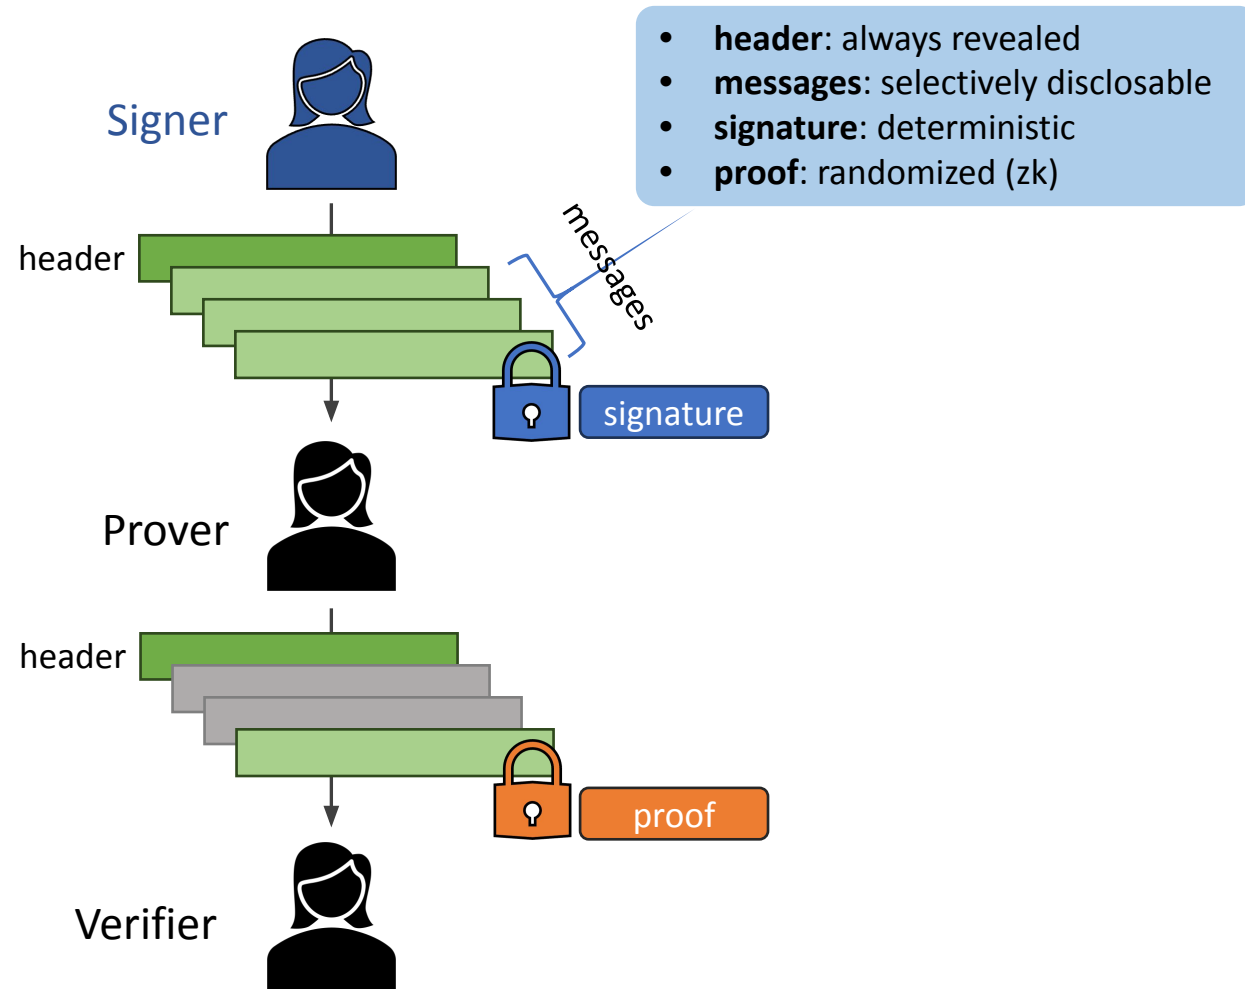 • header: always revealed
• messages: selectively disclosable
• signature: deterministic
• proof: randomized (zk)
Signer
messages
header
signature
Prover
header
proof
Verifier